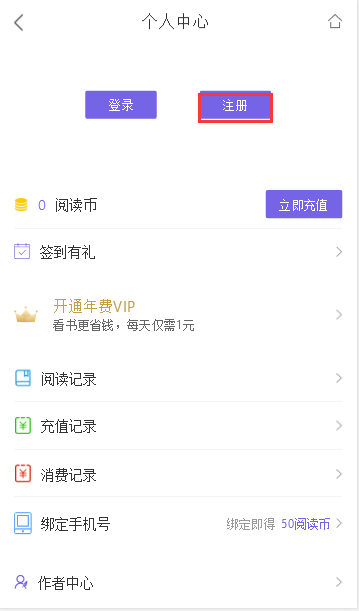 个人中心
登录 注册
0 阅读币 立即充值
签到有礼
开通年费VIP
看书更省钱，每天仅需1元
阅读记录
充值记录
消费记录
绑定手机号 绑定即得 50阅读币
作者中心